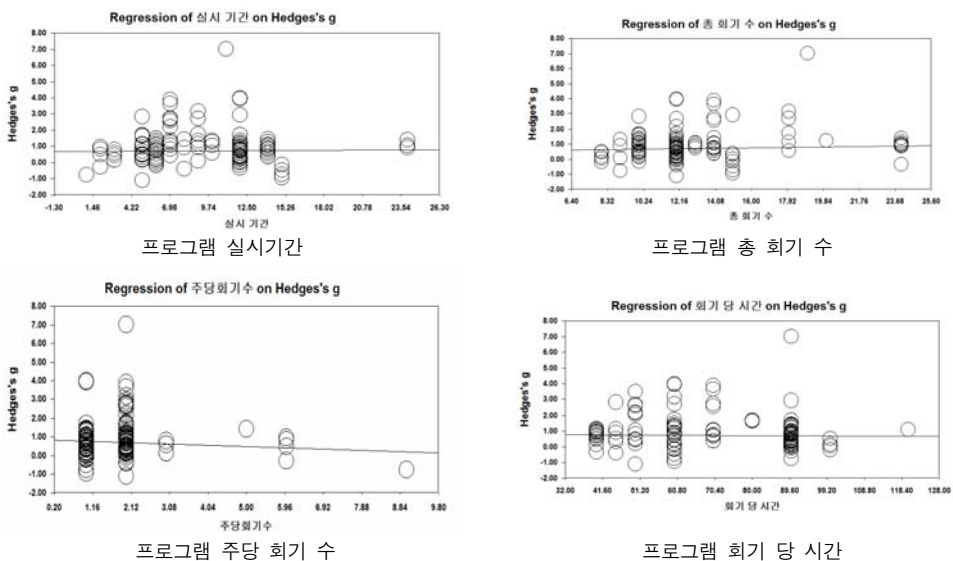 Regression of 실시 기간 on Hedges's g
8.00
7.00
6.00
5.00
4.00
3.00
2.00
1.00
0.00
-1.00
-2.00
Hedges's g
-1.30 1.46 4.22 6.98 9.74 12.50 15.26 18.02 20.78 23.54 26.30
실시 기간
프로그램 실시기간
Regression of 총 회기 수 on Hedges's g
8.00
7.00
6.00
5.00
4.00
3.00
2.00
1.00
0.00
-1.00
-2.00
Hedges's g
6.40 8.32 10.24 12.16 14.08 16.00 17.92 19.84 21.76 23.68 25.60
총 회기 수
프로그램 총 회기 수
Regression of 주당회기수 on Hedges's g
8.00
7.00
6.00
5.00
4.00
3.00
2.00
1.00
0.00
-1.00
-2.00
Hedges's g
0.20 1.16 2.12 3.08 4.04 5.00 5.96 6.92 7.88 8.84 9.80
주당회기수
프로그램 주당 회기 수
Regression of 회기 당 시간 on Hedges's g
8.00
7.00
6.00
5.00
4.00
3.00
2.00
1.00
0.00
-1.00
-2.00
Hedges's g
32.00 41.60 51.20 60.80 70.40 80.00 89.60 99.20 108.80 118.40 128.00
회기 당 시간
프로그램 회기 당 시간